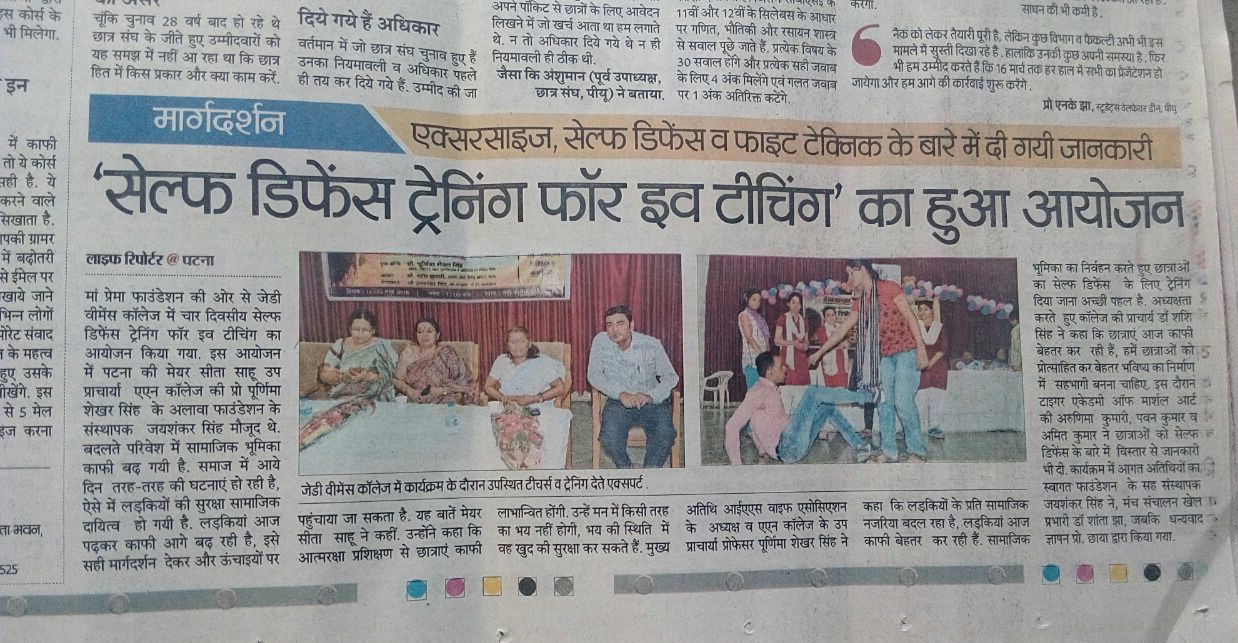 का असर
चूंकि चुनाव 28 वर्ष बाद हो रहे थे
छात्र संघ के जीते हुए उम्मीदवारों को
यह समझ में नहीं आ रहा था कि छात्र
हित में किस प्रकार और क्या काम करें.
दिये गये हैं अधिकार
वर्तमान में जो छात्र संघ चुनाव हुए हैं
उनका नियमावली व अधिकार पहले
ही तय कर दिये गये हैं. उम्मीद की जा
अपने पॉकेट से छात्रों के लिए आवेदन
लिखने में जो खर्च आता था हम लगाते
थे. न तो अधिकार दिये गये थे न ही
नियमावली ही ठीक थी.
जैसा कि अंशुमान (पूर्व उपाध्यक्ष,
छात्र संघ, पीयू) ने बताया.
11वीं और 12वीं के सिलेबस के आधार
पर गणित, भौतिकी और रसायन शास्त्र
से सवाल पूछे जाते हैं. प्रत्येक विषय के
30 सवाल होंगे और प्रत्येक सही जवाब
के लिए 4 अंक मिलेंगे एवं गलत जवाब
पर 1 अंक अतिरिक्त कटेंगे.
करेगा.
साधन की भी कमी है.
नैक को लेकर तैयारी पूरी है, लेकिन कुछ विभाग व फैकल्टी अभी भी इस
मामले में सुस्ती दिखा रहे है. हालांकि उनकी कुछ अपनी समस्या है. फिर
भी हम उम्मीद करते हैं कि 16 मार्च तक हर हाल में सभी का प्रेजेंटेशन हो
जायेगा और हम आगे की कार्रवाई शुरू करेंगे.
प्रो एनके झा, स्टूडेंट्स वेलफेयर डीन, पीयू
इस कोर्स के
भी मिलेगा.
इन
में काफी
तो ये कोर्स
सही है. ये
करने वाले
सिखाता है.
आपकी ग्रामर
में बढ़ोतरी
से ईमेल पर
लोगों
संवाद
के महत्व
हुए उसके
इस
से 5 मेल
करना
भवन,
525
मार्गदर्शन
एक्सरसाइज, सेल्फ डिफेंस व फाइट टेक्निक के बारे में दी गयी जानकारी
'सेल्फ डिफेंस ट्रेनिंग फॉर इव टीचिंग' का हुआ आयोजन
लाइफ रिपोर्टर @ पटना
मां प्रेमा फाउंडेशन की ओर से जेडी
वीमेंस कॉलेज में चार दिवसीय सेल्फ
डिफेंस ट्रेनिंग फॉर इव टीचिंग का
आयोजन किया गया. इस आयोजन
में पटना की मेयर सीता साहू उप
प्राचार्या एएन कॉलेज की प्रो पूर्णिमा
शेखर सिंह के अलावा फाउंडेशन के
संस्थापक जयशंकर सिंह मौजूद थे.
बदलते परिवेश में सामाजिक भूमिका
काफी बढ़ गयी है. समाज में आये
दिन तरह-तरह की घटनाएं हो रही है,
ऐसे में लड़कियों की सुरक्षा सामाजिक
दायित्व हो गयी है. लड़कियां आज
पढ़कर काफी आगे बढ़ रही है, इसे
सही मार्गदर्शन देकर और ऊंचाइयों पर
जेडी वीमेंस कॉलेज में कार्यक्रम के दौरान उपस्थित टीचर्स व ट्रेनिंग देते एक्सपर्ट.
पहुंचाया जा सकता है. यह बातें मेयर
सीता साहू ने कहीं. उन्होंने कहा कि
आत्मरक्षा प्रशिक्षण से छात्राएं काफी
लाभान्वित होंगी. उन्हें मन में किसी तरह
का भय नहीं होगी, भय की स्थिति में
वह खुद की सुरक्षा कर सकते हैं. मुख्य
अतिथि आईएएस वाइफ एसोसिएशन
के अध्यक्ष व एएन कॉलेज के उप
प्राचार्या प्रोफेसर पूर्णिमा शेखर सिंह ने
कहा कि लड़कियों के प्रति सामाजिक
नजरिया बदल रहा है, लड़कियां आज
काफी बेहतर कर रही हैं. सामाजिक
भूमिका का निर्वहन करते हुए छात्राओं
का सेल्फ डिफेंस के लिए ट्रेनिंग
दिया जाना अच्छी पहल है. अध्यक्षता
करते हुए कॉलेज की प्राचार्य डॉ शशि
सिंह ने कहा कि छात्राएं आज काफी
बेहतर कर रही है, हमें छात्राओं को
प्रोत्साहित कर बेहतर भविष्य का निर्माण
में सहभागी बनना चाहिए. इस दौरान
टाइगर एकेडमी ऑफ मार्शल आर्ट
की अरुणिमा कुमारी, पवन कुमार व
अमित कुमार ने छात्राओं को सेल्फ
डिफेंस के बारे में विस्तार से जानकारी
भी दी. कार्यक्रम में आगत अतिथियों का
स्वागत फाउंडेशन के सह संस्थापक
जयशंकर सिंह ने, मंच संचालन खेल
प्रभारी डॉ शांता झा, जबकि धन्यवाद
ज्ञापन प्रो. छाया द्वारा किया गया.